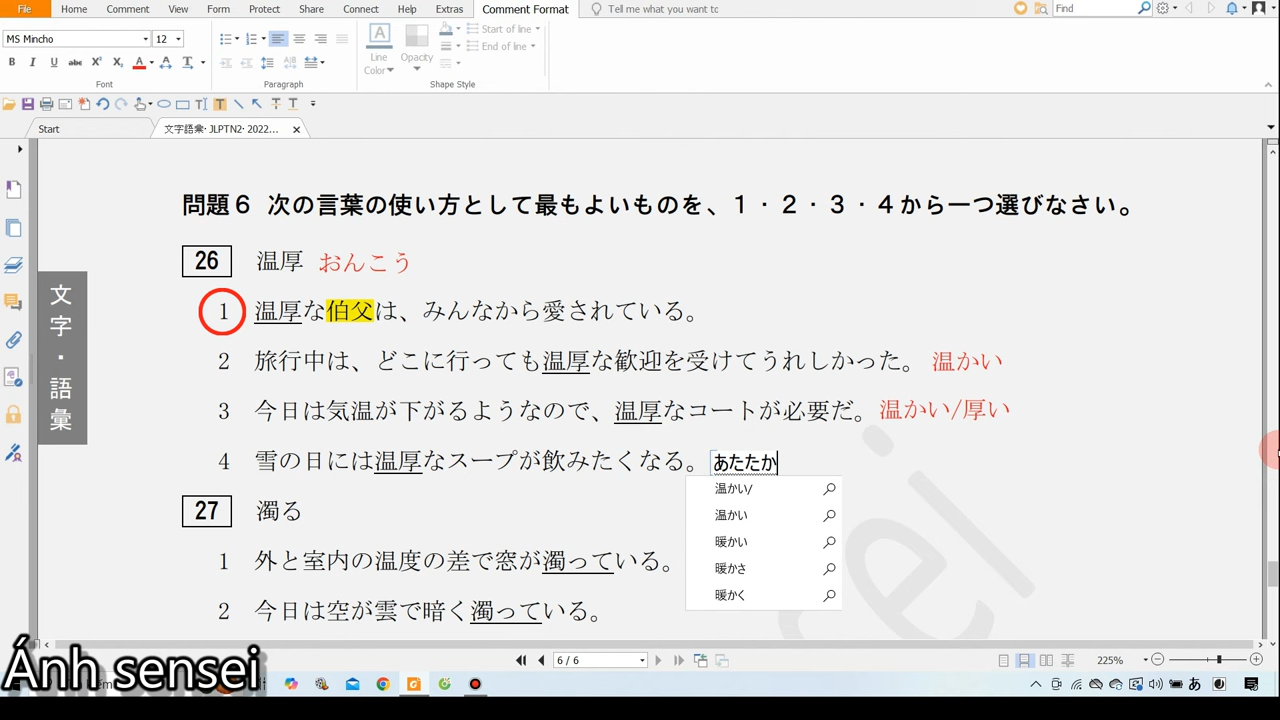 File Home Comment View Form Protect Share Connect Help Extras Comment Format Tell me what you want to Find
MS Mincho 12 Line Color Opacity Start of line End of line
Font Paragraph Shape Style
Start 文字語彙・JLPTN2・2022...
問題6 次の言葉の使い方として最もよいものを、1・2・3・4から一つ選びなさい。
26 温厚 おんこう
1 温厚な伯父は、みんなから愛されている。
2 旅行中は、どこに行っても温厚な歓迎を受けてうれしかった。 温かい
3 今日は気温が下がるようなので、温厚なコートが必要だ。 温かい/厚い
4 雪の日には温厚なスープが飲みたくなる。 あたたか
温かい/
温かい
暖かい
暖かさ
暖かく
27 濁る
1 外と室内の温度の差で窓が濁っている。
2 今日は空が雲で暗く濁っている。
文字・語彙
sei
6 / 6 225%
Ánh sensei
あ